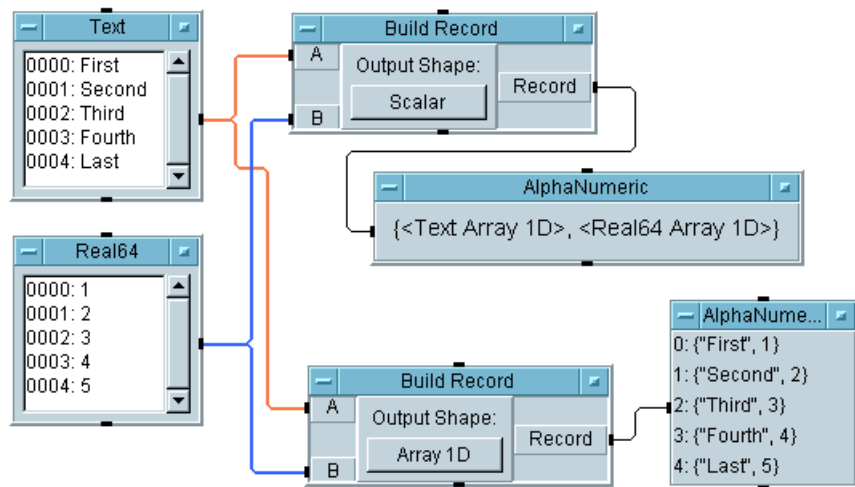 Text
0000: First
0001: Second
0002: Third
0003: Fourth
0004: Last
Build Record
A
Output Shape:
Scalar
Record
B
AlphaNumeric
{<Text Array 1D>, <Real64 Array 1D>}
Real64
0000: 1
0001: 2
0002: 3
0003: 4
0004: 5
Build Record
A
Output Shape:
Array 1D
Record
B
AlphaNume...
0: {"First", 1}
1: {"Second", 2}
2: {"Third", 3}
3: {"Fourth", 4}
4: {"Last", 5}